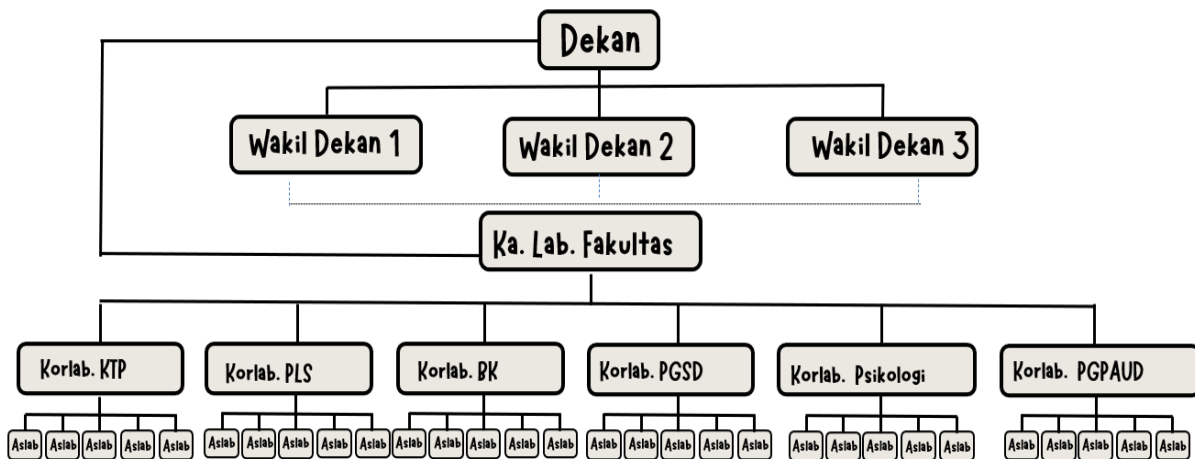 Dekan
Wakil Dekan 1
Wakil Dekan 2
Wakil Dekan 3
Ka. Lab. Fakultas
Korlab. KTP
Korlab. PLS
Korlab. BK
Korlab. PGSD
Korlab. Psikologi
Korlab. PGPAUD
Aslab Aslab Aslab Aslab Aslab
Aslab Aslab Aslab Aslab Aslab
Aslab Aslab Aslab Aslab Aslab
Aslab Aslab Aslab Aslab Aslab
Aslab Aslab Aslab Aslab Aslab
Aslab Aslab Aslab Aslab Aslab